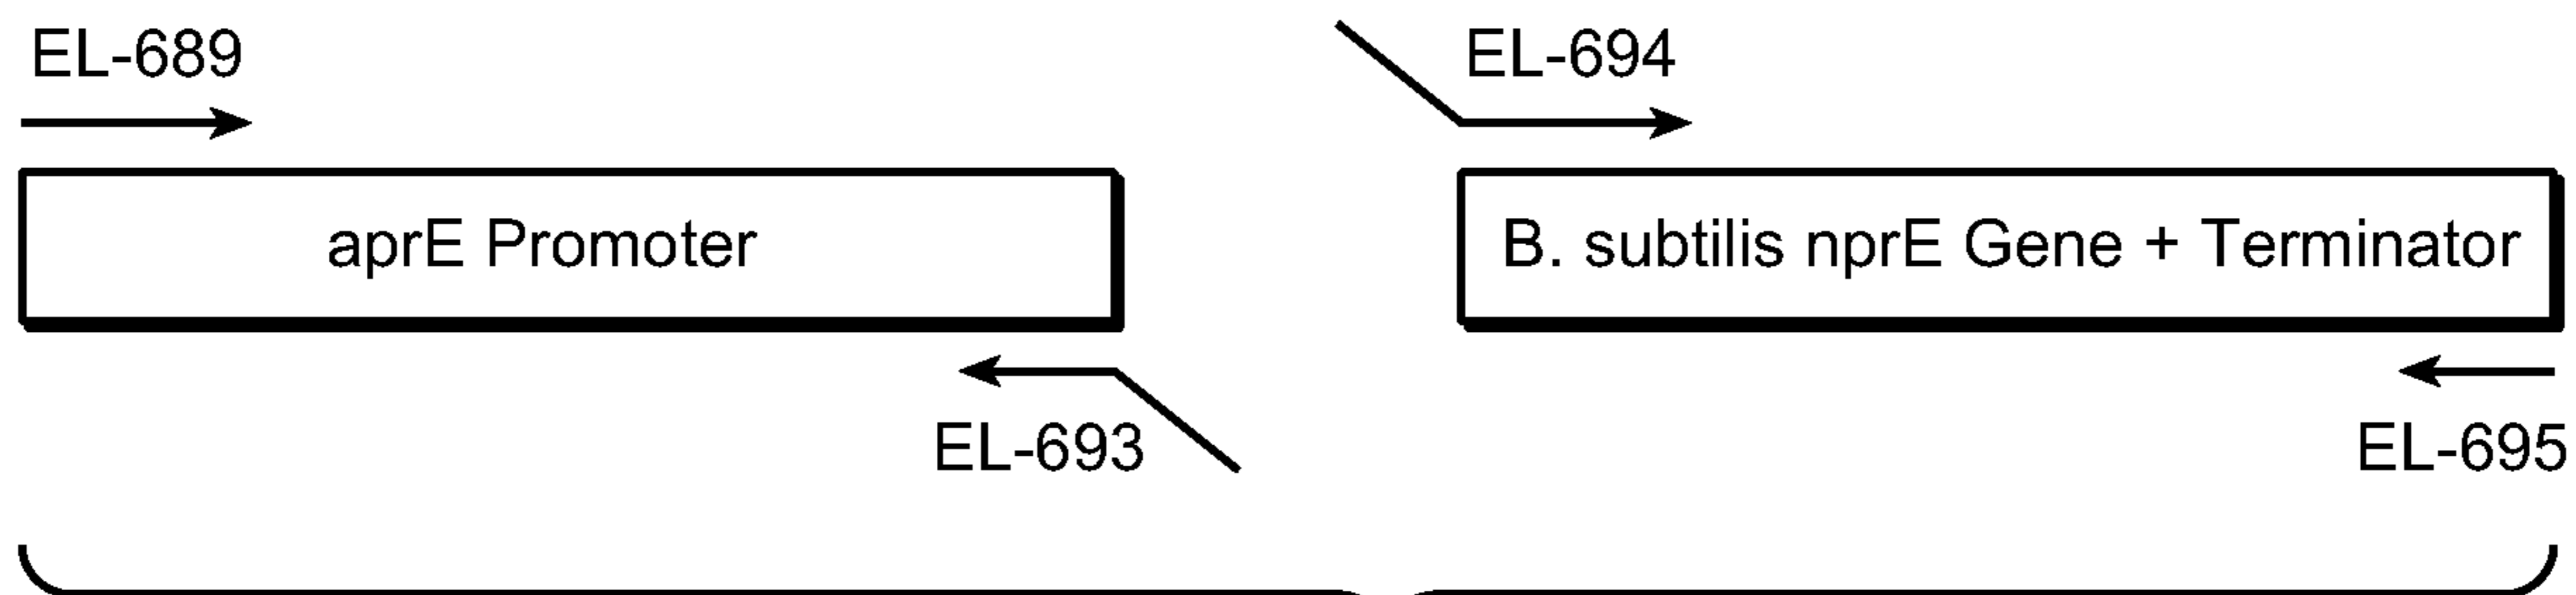 EL-689
EL-694
aprE Promoter
B. subtilis nprE Gene + Terminator
EL-693
EL-695